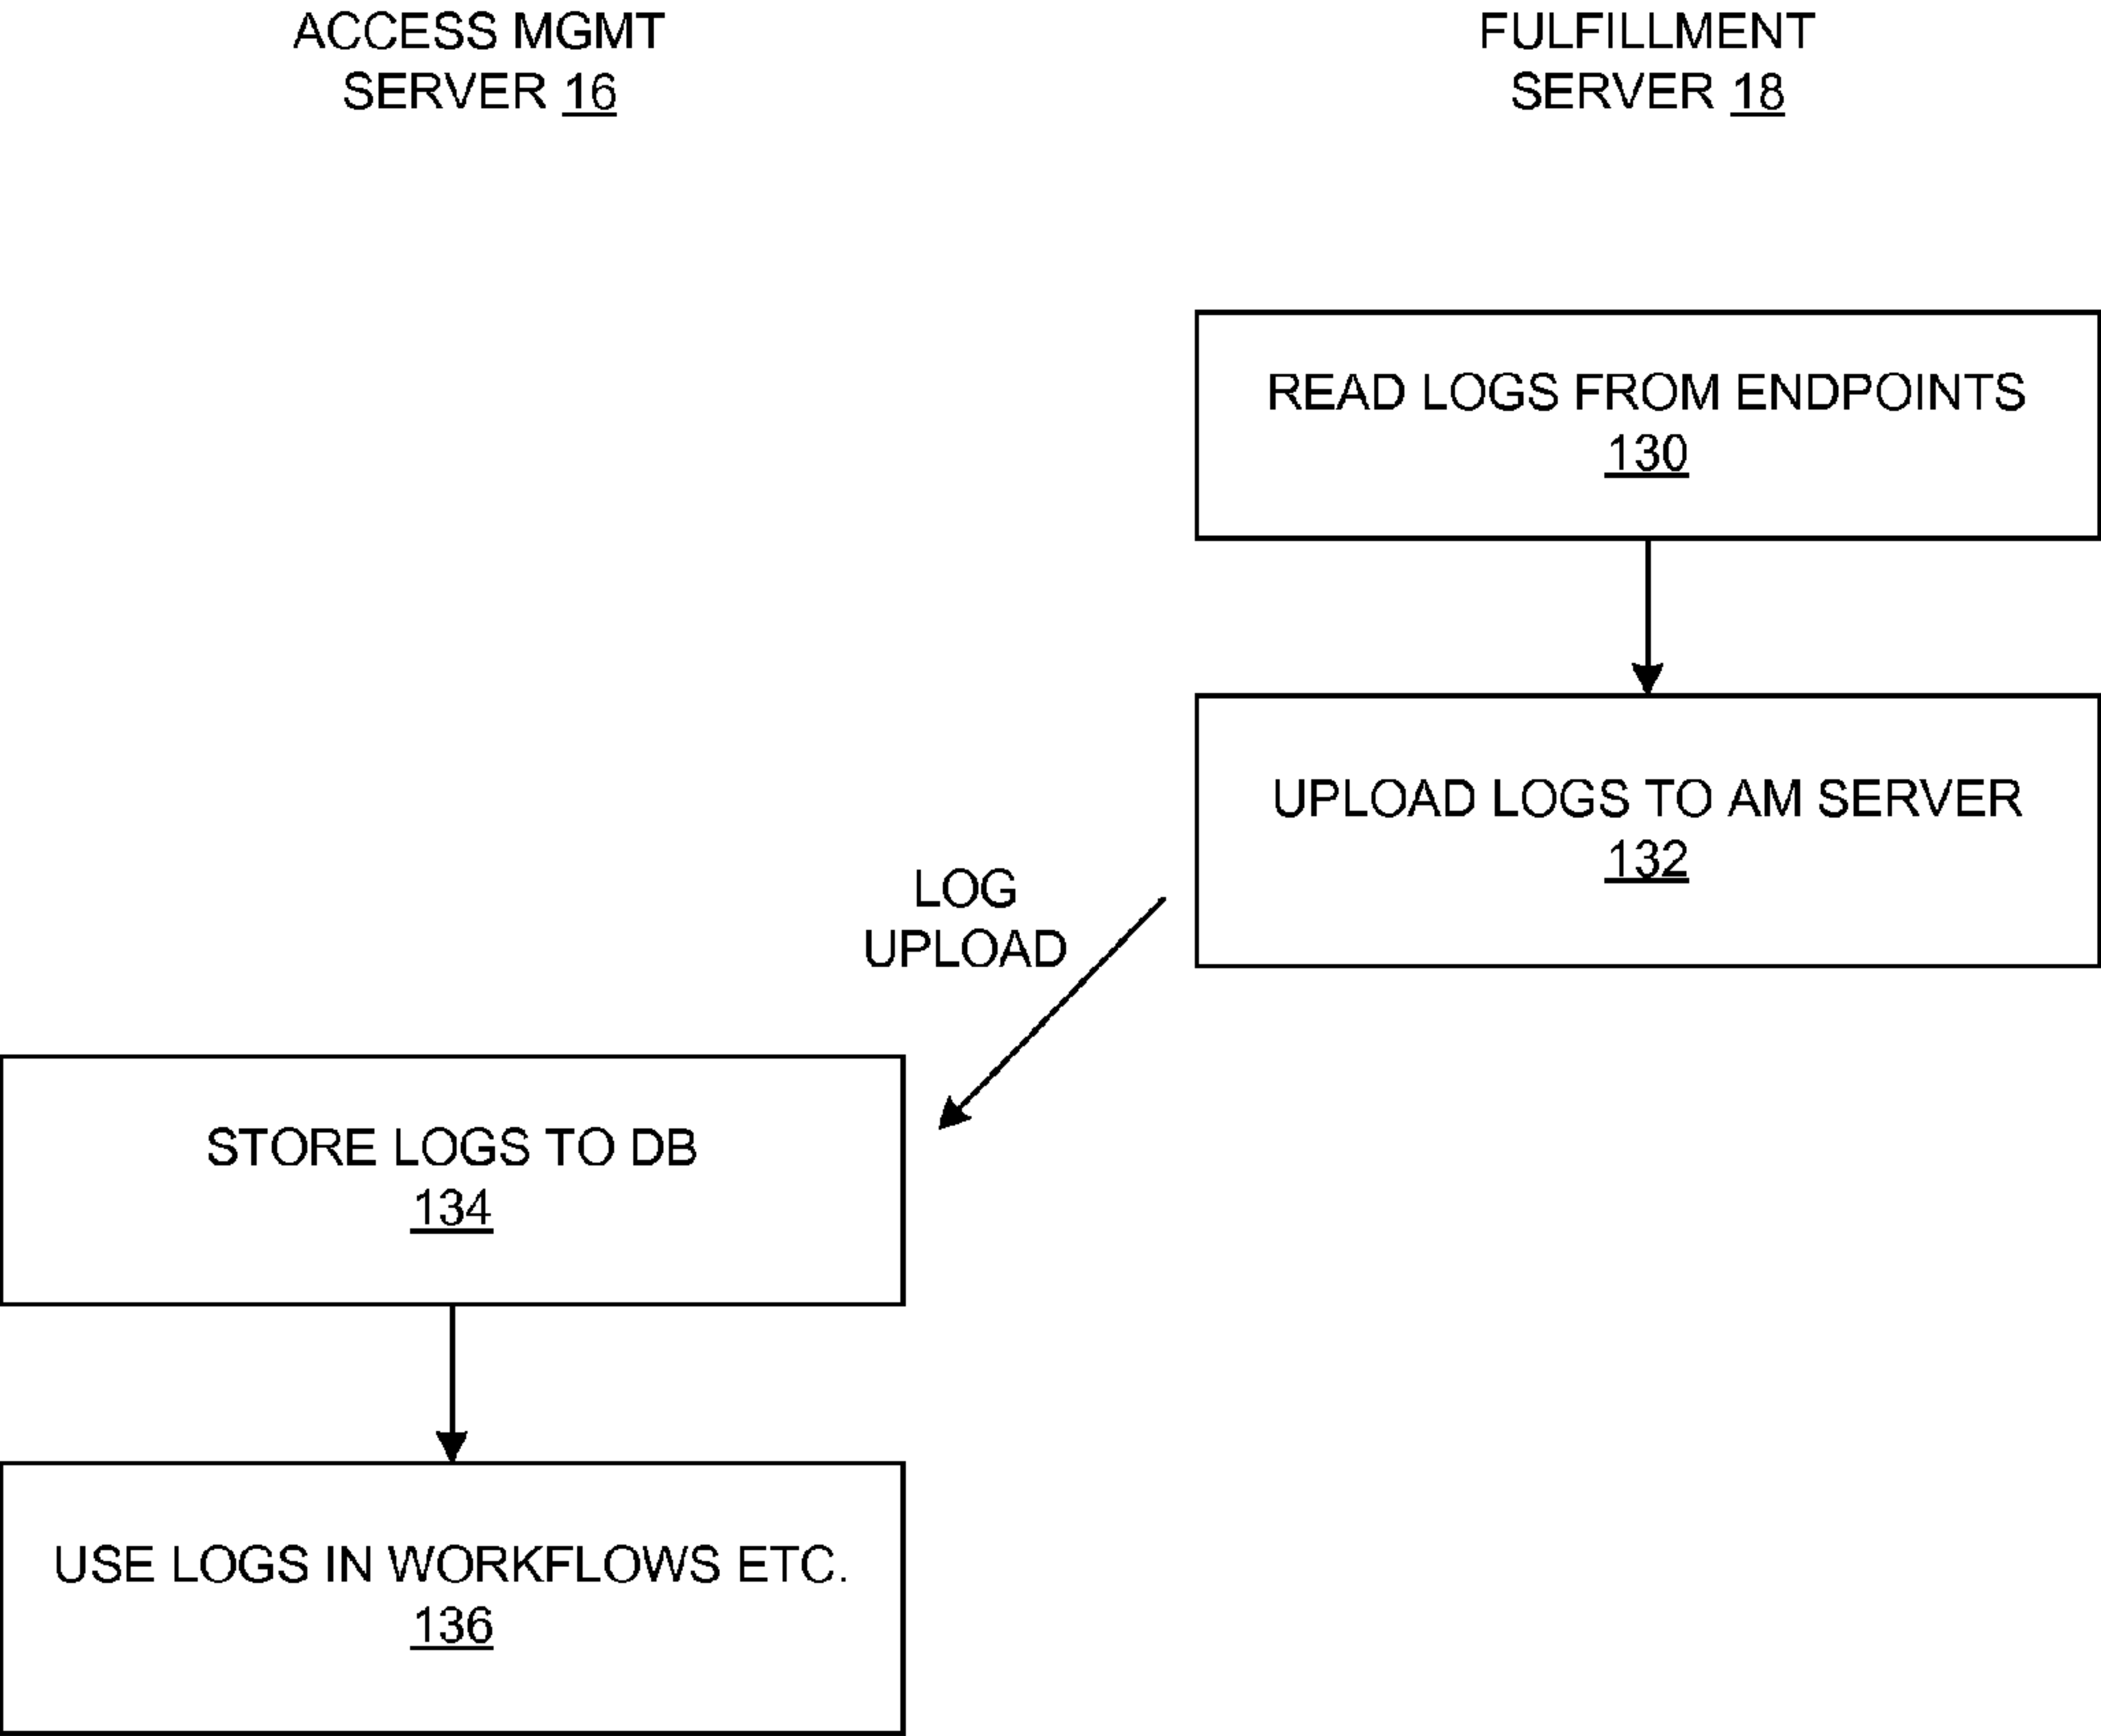 ACCESS MGMT
SERVER 16
FULFILLMENT
SERVER 18
READ LOGS FROM ENDPOINTS
130
UPLOAD LOGS TO AM SERVER
132
LOG
UPLOAD
STORE LOGS TO DB
134
USE LOGS IN WORKFLOWS ETC.
136